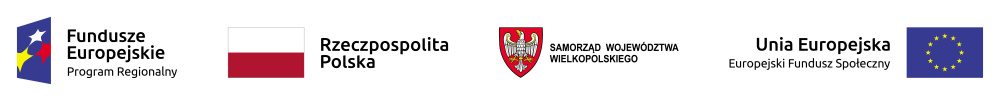 Fundusze
Europejskie
Program Regionalny
Rzeczpospolita
Polska
SAMORZĄD WOJEWÓDZTWA
WIELKOPOLSKIEGO
Unia Europejska
Europejski Fundusz Społeczny